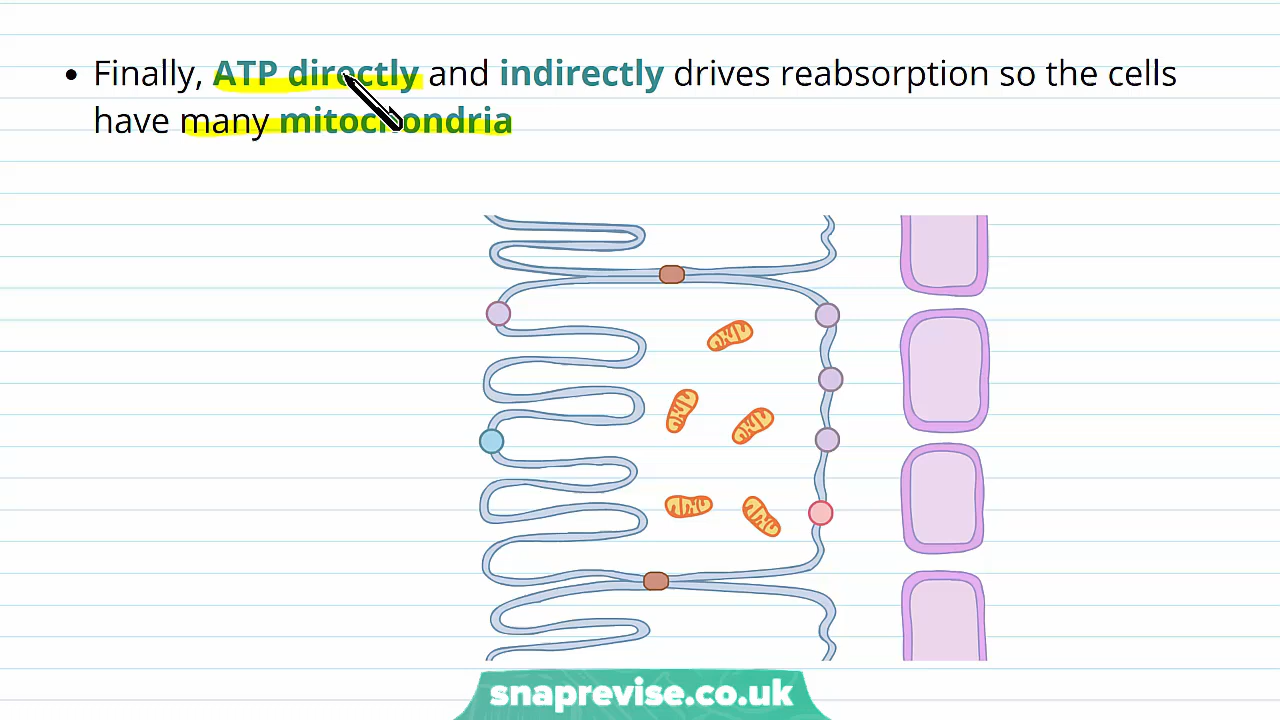 Finally, ATP directly and indirectly drives reabsorption so the cells
have many mitochondria
snaprevise.co.uk